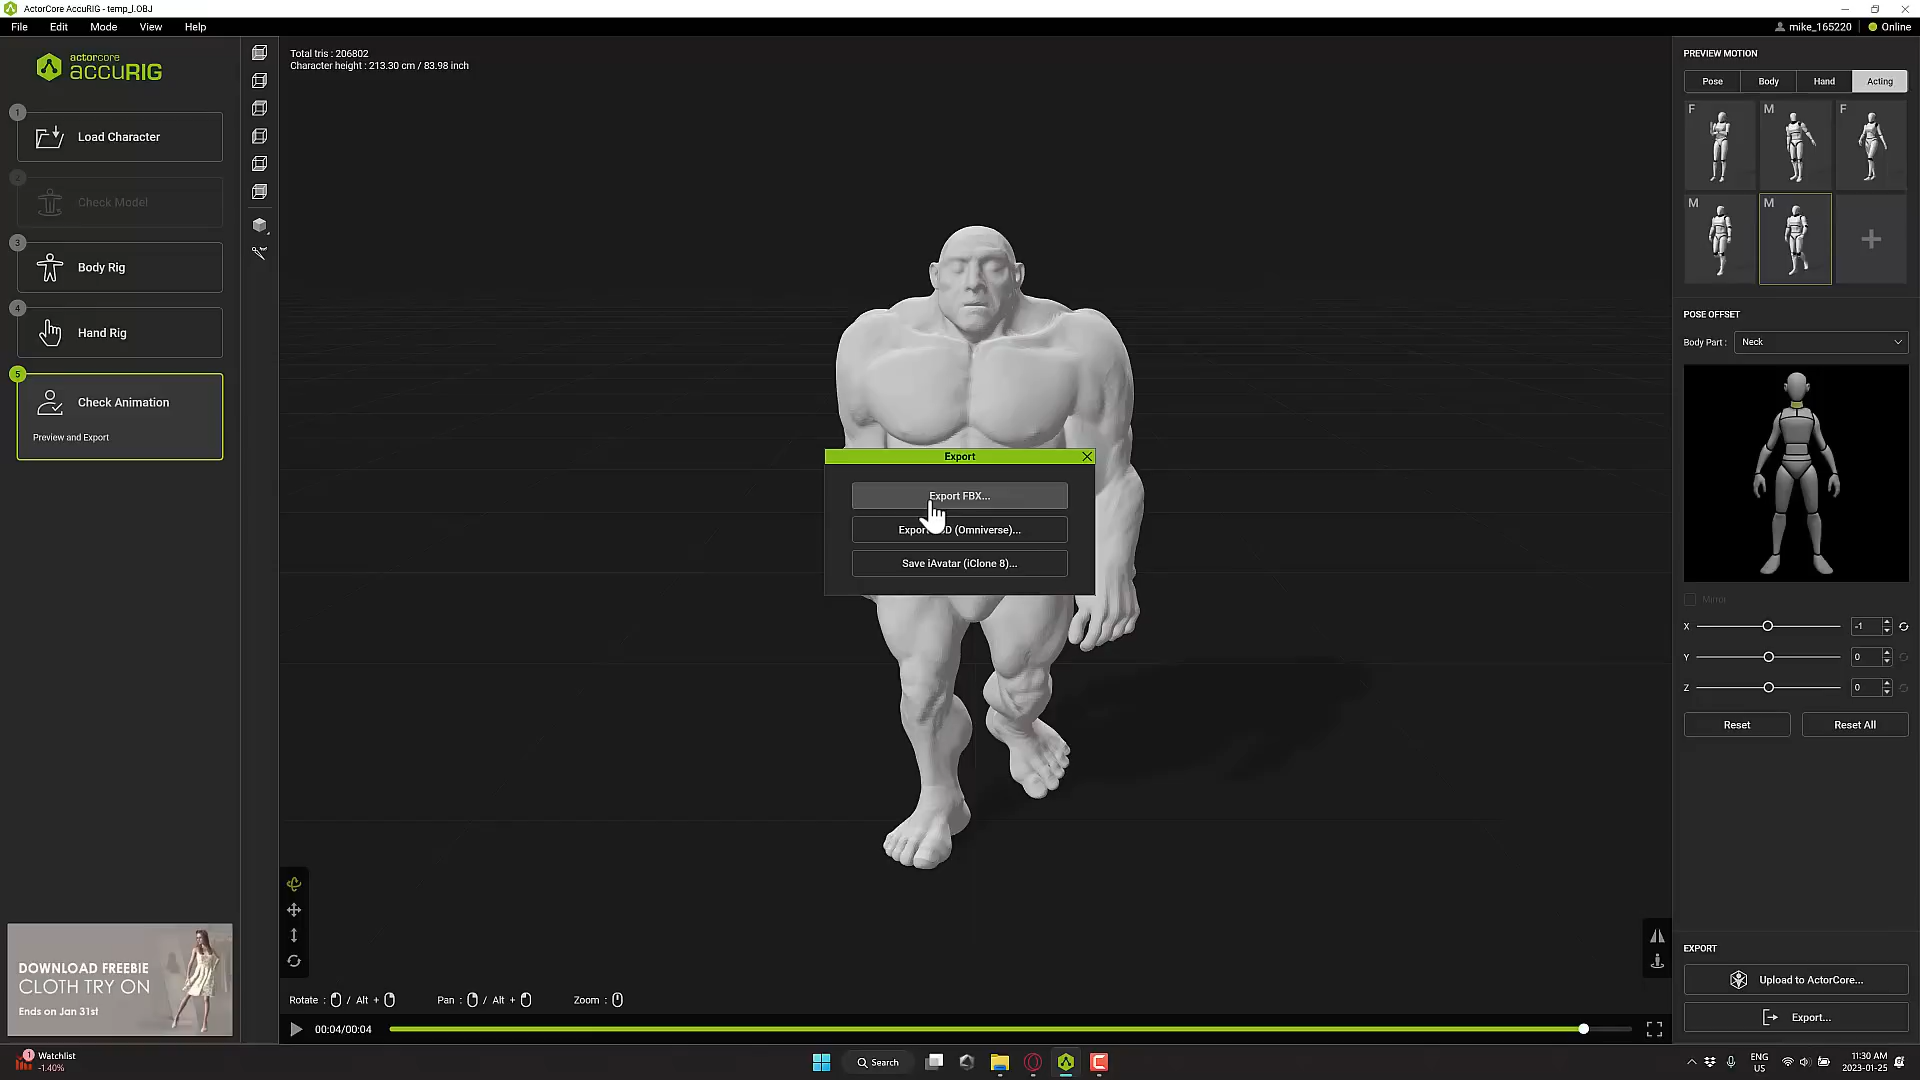 ActorCore AccuRIG - temp_l.OBJ
File Edit Mode View Help
mike_165220 Online
actorcore
accuRIG
1
Load Character
2
Check Model
3
Body Rig
4
Hand Rig
5
Check Animation
Preview and Export
DOWNLOAD FREEBIE
CLOTH TRY ON
Ends on Jan 31st
Total tris : 206802
Character height : 213.30 cm / 83.98 inch
Export
Export FBX...
Export (Omniverse)...
Save iAvatar (iClone 8)...
Rotate : / Alt +
Pan : / Alt +
Zoom :
00:04/00:04
PREVIEW MOTION
Pose Body Hand Acting
F M F
M M
POSE OFFSET
Body Part : Neck
Mirror
X -1
Y 0
Z 0
Reset Reset All
EXPORT
Upload to ActorCore...
Export...
1
Watchlist
-1.40%
Search
ENG
US
11:30 AM
2023-01-25